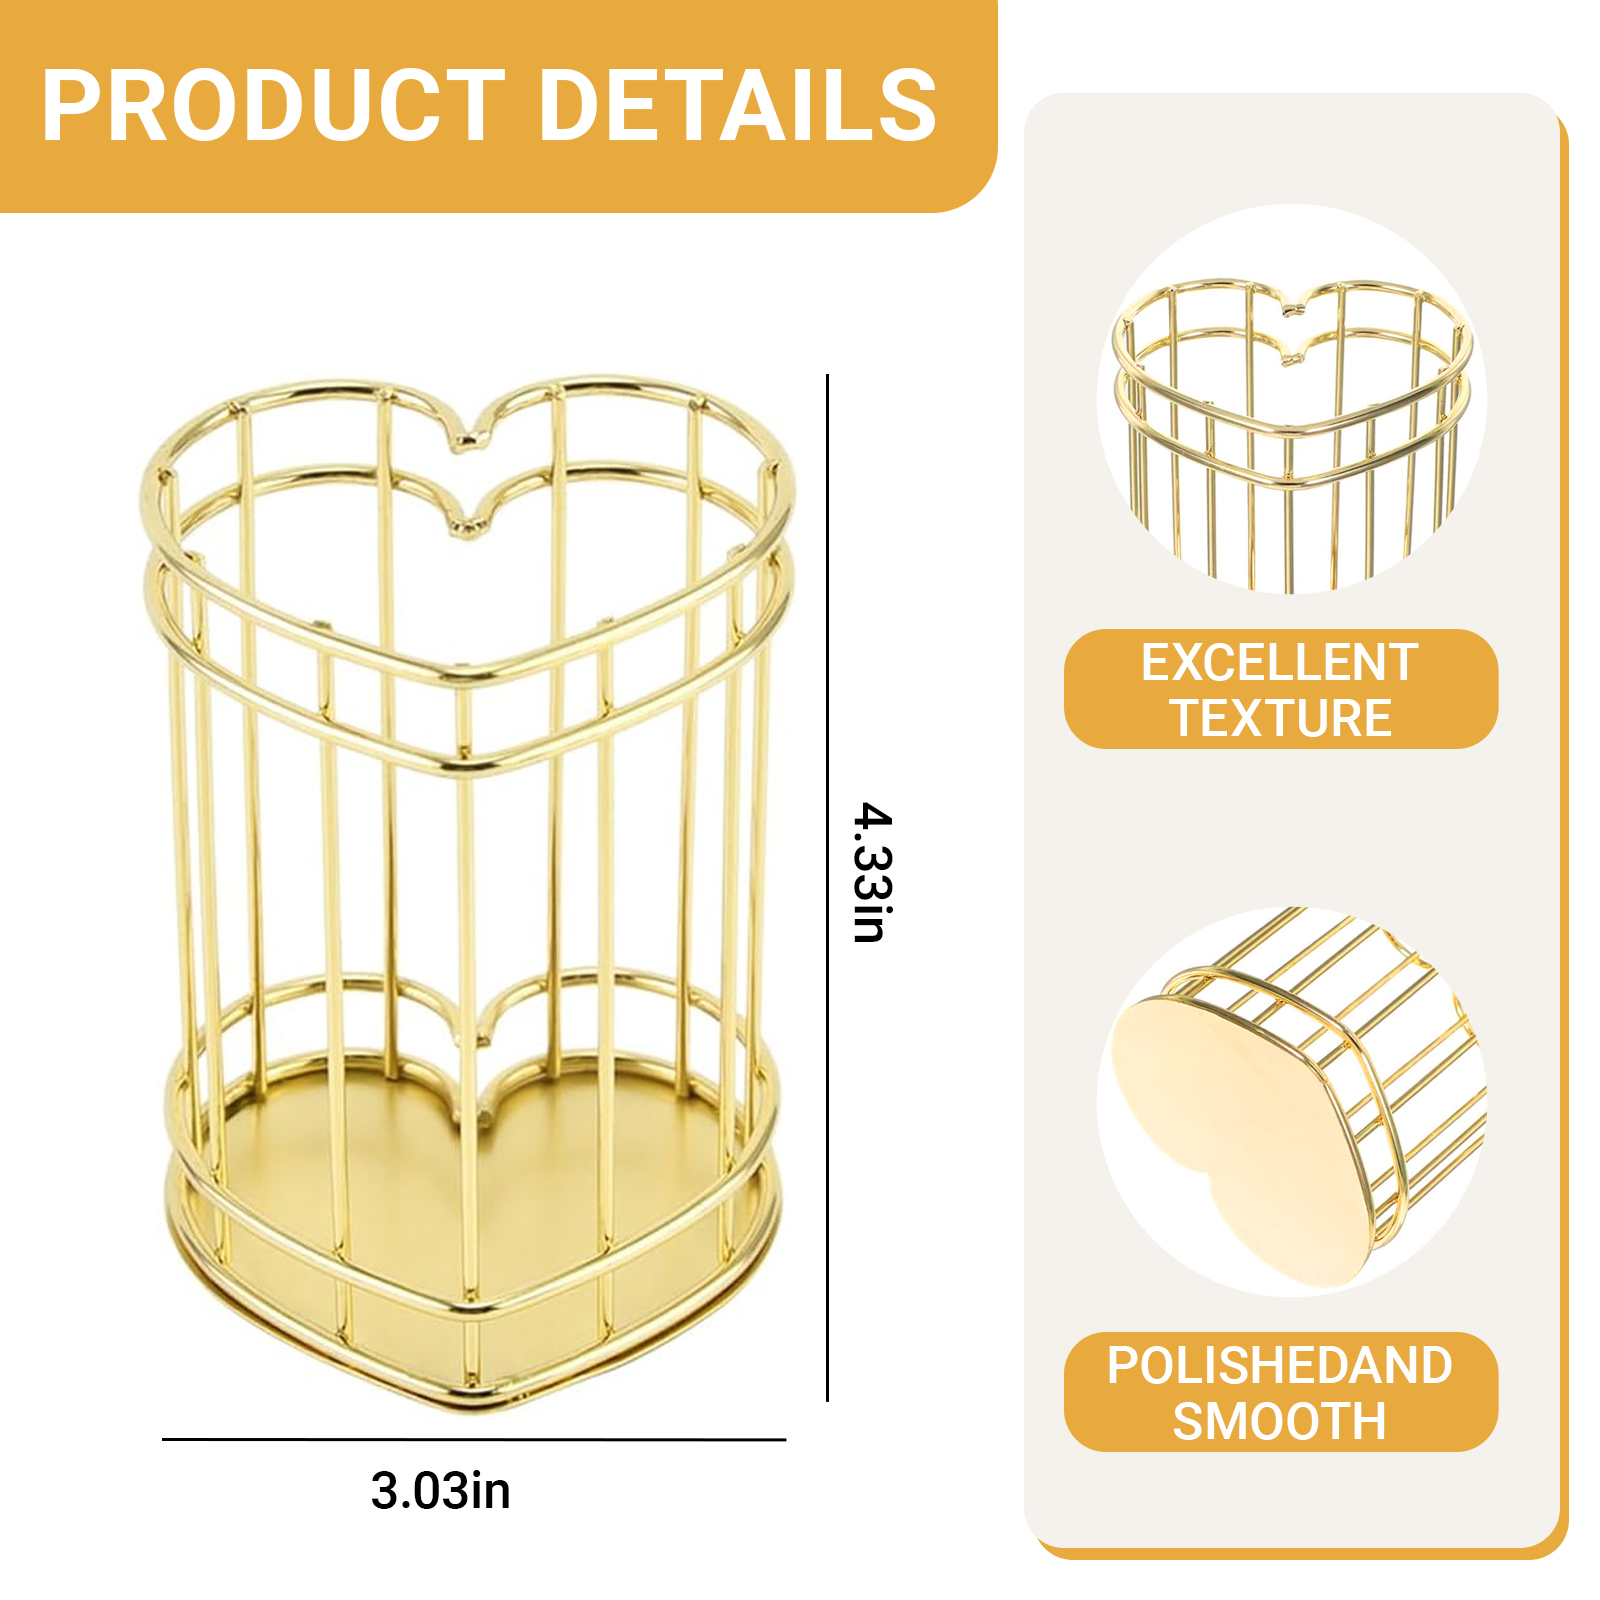 PRODUCT DETAILS
4.33in
3.03in
EXCELLENT
TEXTURE
POLISHEDAND
SMOOTH